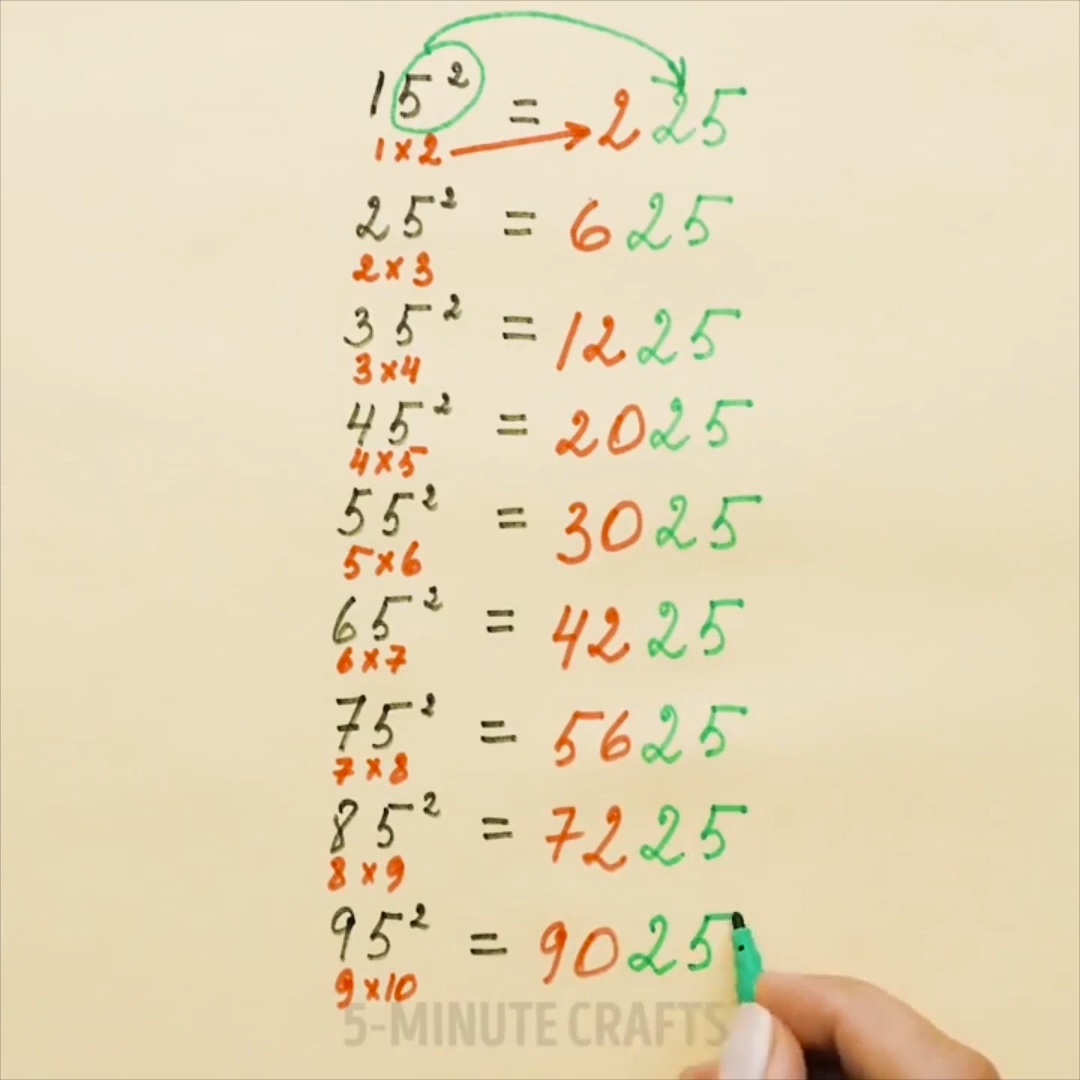 15² = 225
1×2
25² = 625
2×3
35² = 1225
3×4
45² = 2025
4×5
55² = 3025
5×6
65² = 4225
6×7
75² = 5625
7×8
85² = 7225
8×9
95² = 9025
9×10
5-MINUTE CRAFTS